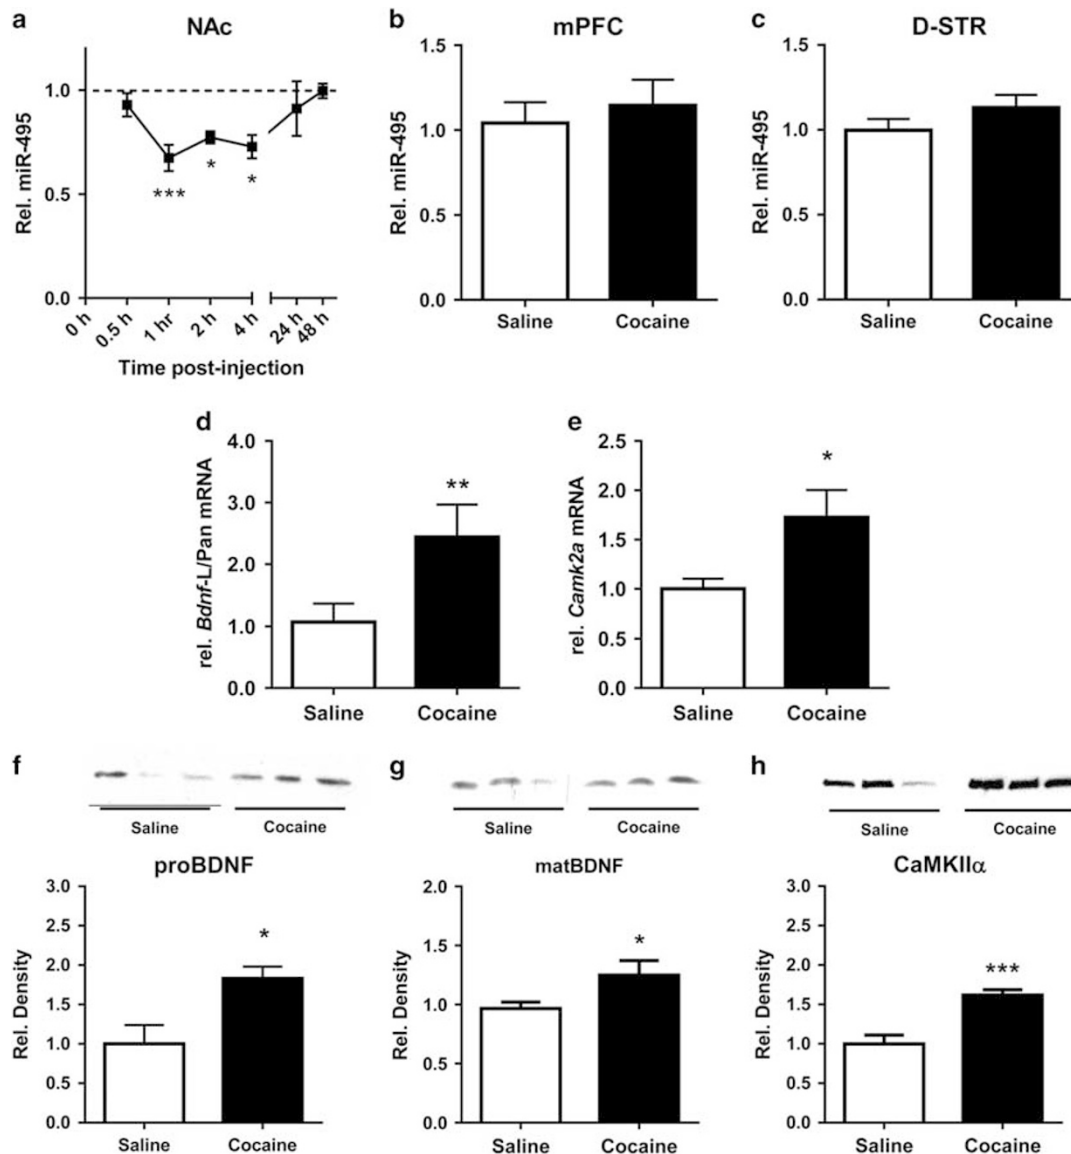 a
NAc
Rel. miR-495
1.0
0.5
0.0
***
*
*
0 h
0.5 h
1 hr
2 h
4 h
24 h
48 h
Time post-injection
b
mPFC
Rel. miR-495
1.5
1.0
0.5
0.0
Saline
Cocaine
c
D-STR
Rel. miR-495
1.5
1.0
0.5
0.0
Saline
Cocaine
d
rel. Bdnf-L/Pan mRNA
4.0
3.0
2.0
1.0
0.0
**
Saline
Cocaine
e
rel. Camk2a mRNA
2.5
2.0
1.5
1.0
0.5
0.0
*
Saline
Cocaine
f
Saline
Cocaine
proBDNF
Rel. Density
3.0
2.5
2.0
1.5
1.0
0.5
0.0
*
Saline
Cocaine
g
Saline
Cocaine
matBDNF
Rel. Density
2.0
1.5
1.0
0.5
0.0
*
Saline
Cocaine
h
Saline
Cocaine
CaMKIIα
Rel. Density
3.0
2.5
2.0
1.5
1.0
0.5
0.0
***
Saline
Cocaine